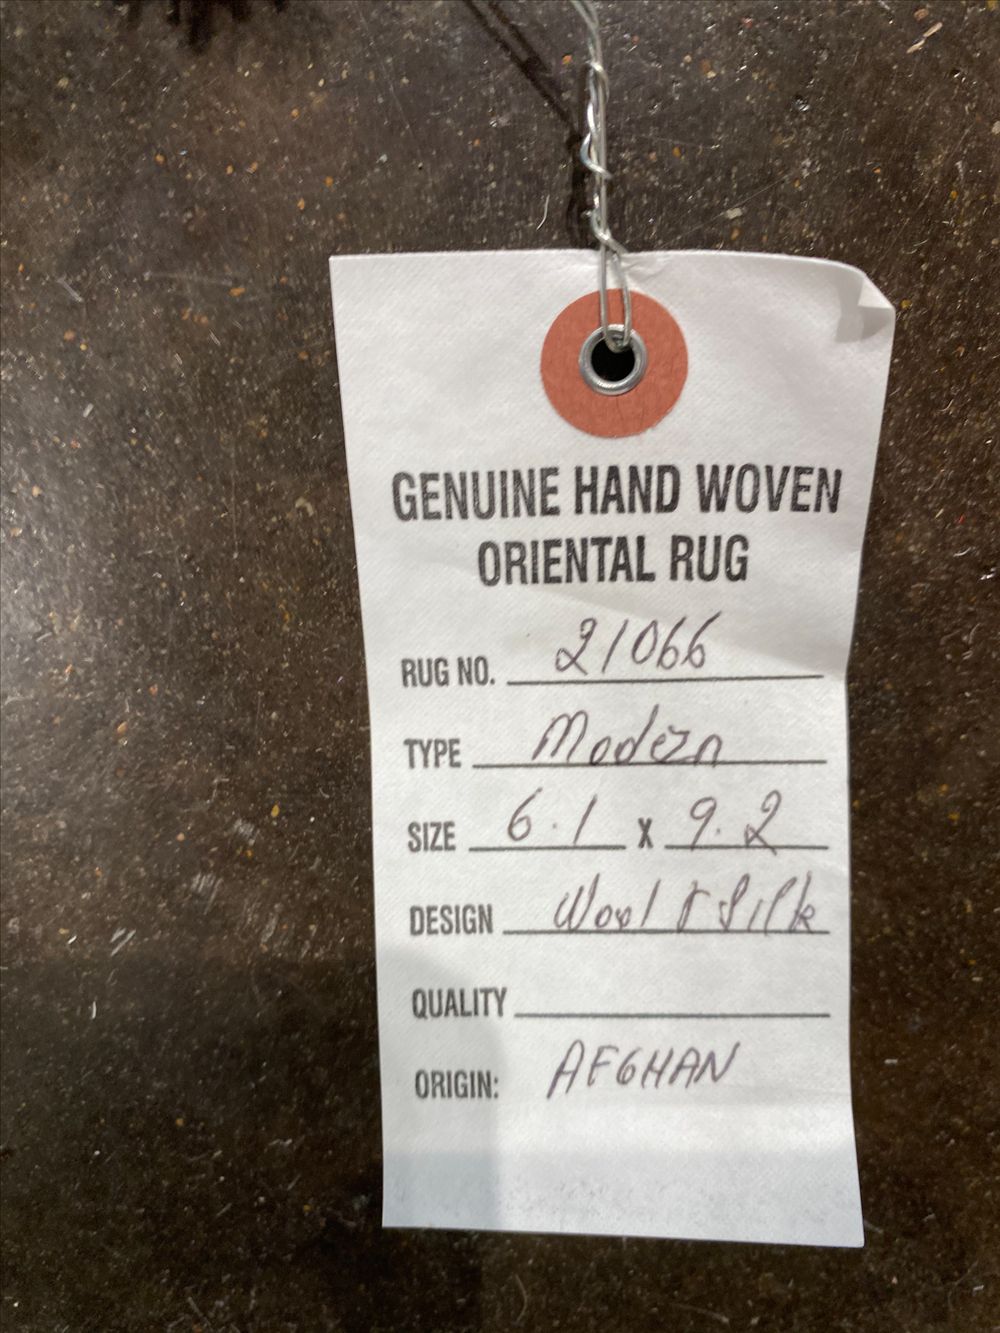 GENUINE HAND WOVEN
ORIENTAL RUG
RUG NO. 21066
TYPE Modern
SIZE 6.1 x 9.2
DESIGN Wool & Silk
QUALITY
ORIGIN: AFGHAN